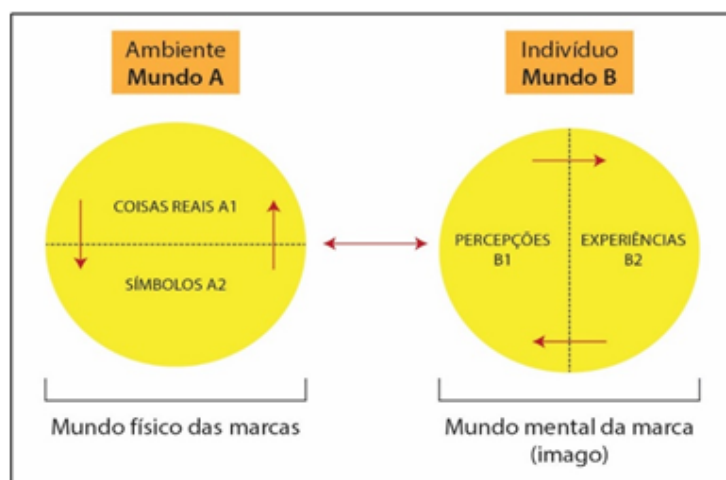 Ambiente
Mundo A
Indivíduo
Mundo B
COISAS REAIS A1
SÍMBOLOS A2
PERCEPÇÕES
B1
EXPERIÊNCIAS
B2
Mundo físico das marcas
Mundo mental da marca
(imago)